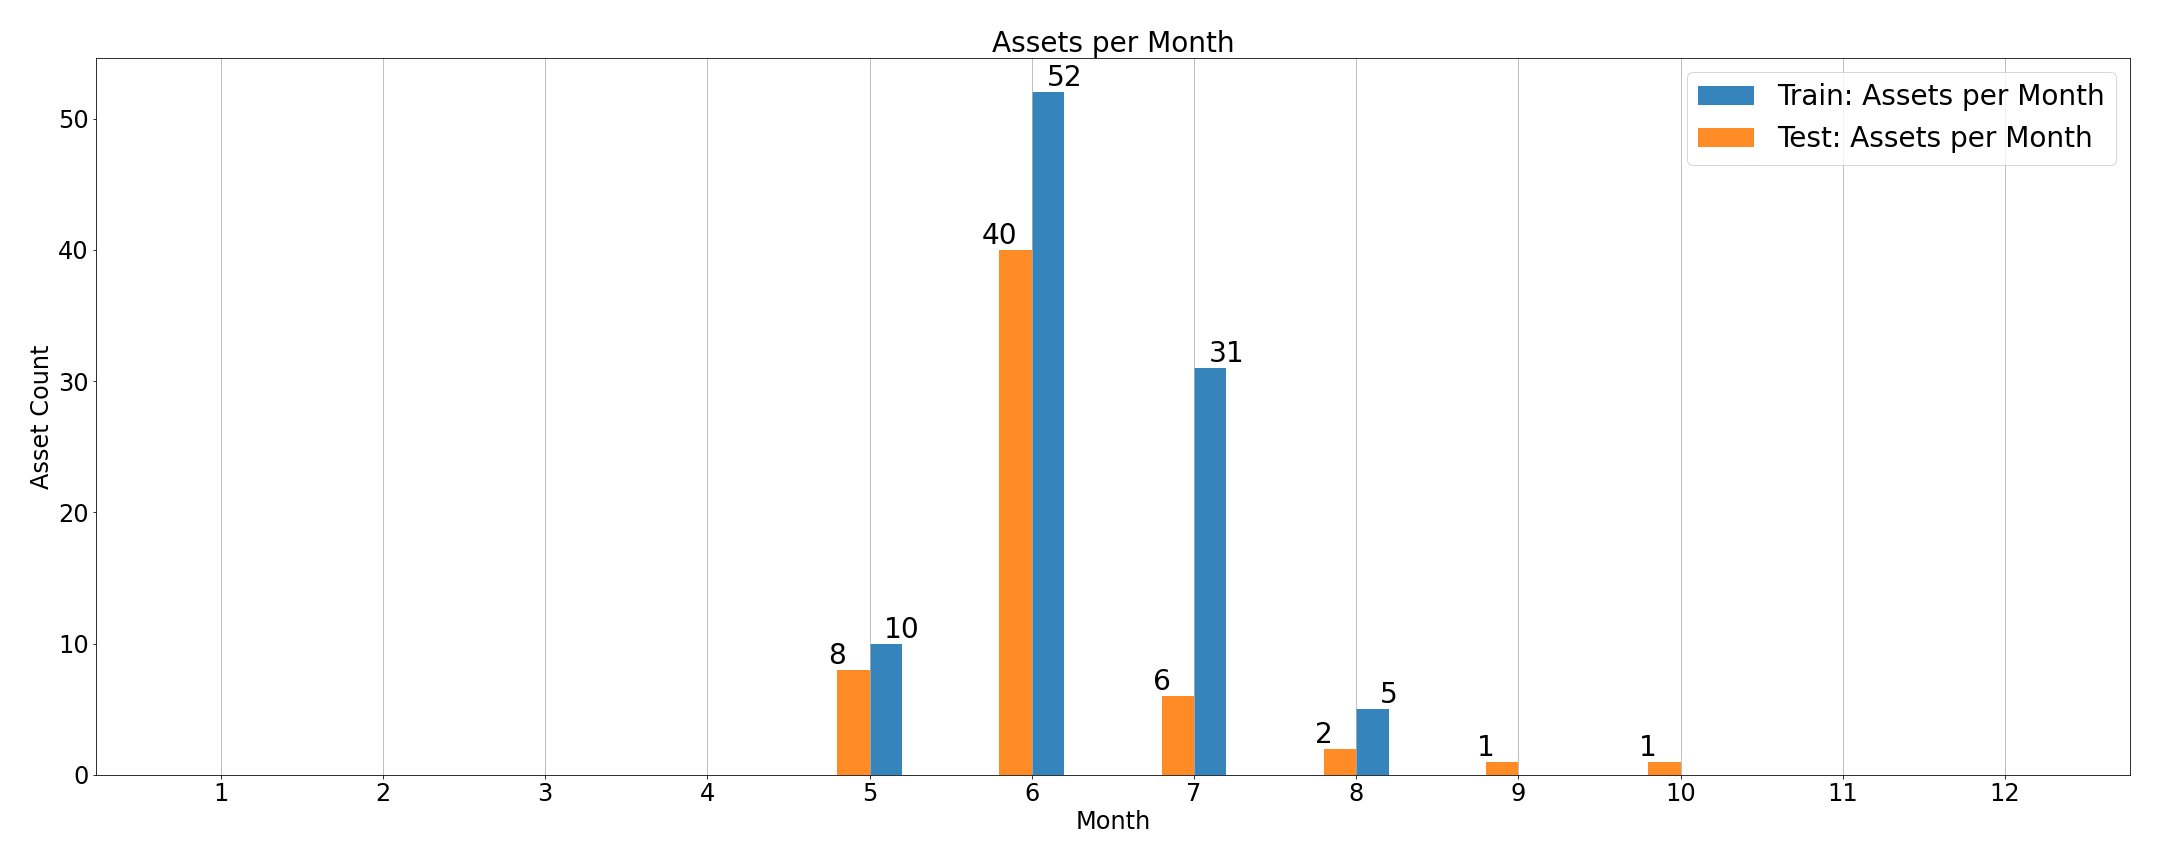 Assets per Month
Train: Assets per Month
Test: Assets per Month
Asset Count
50
40
30
20
10
0
8
10
40
52
6
31
2
5
1
1
1 2 3 4 5 6 7 8 9 10 11 12
Month